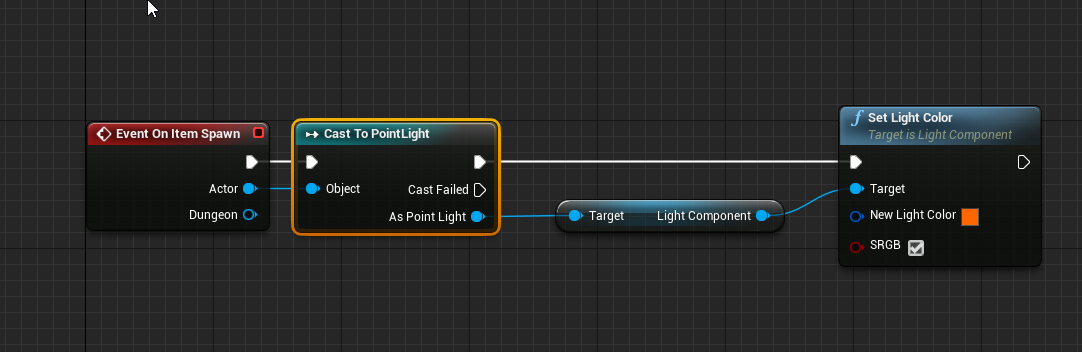 Event On Item Spawn
Actor
Dungeon
Cast To PointLight
Object
Cast Failed
As Point Light
Target
Light Component
f Set Light Color
Target is Light Component
Target
New Light Color
SRGB